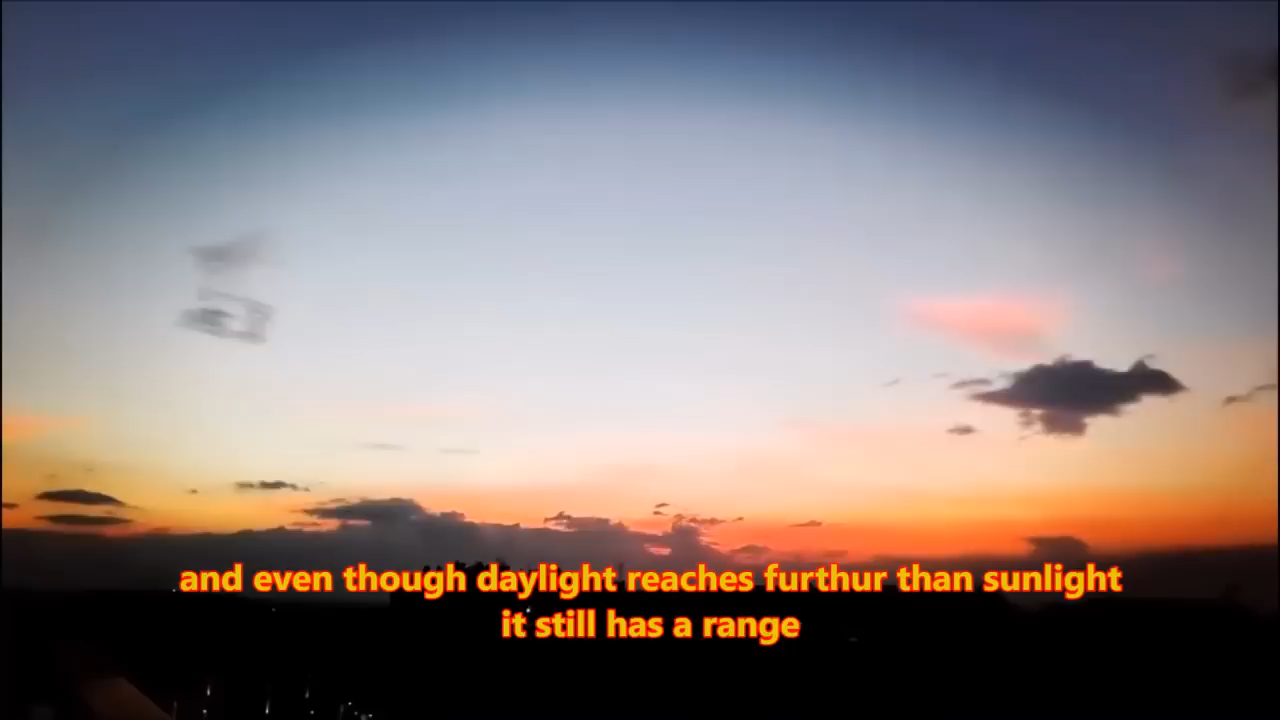 and even though daylight reaches furthur than sunlight
it still has a range